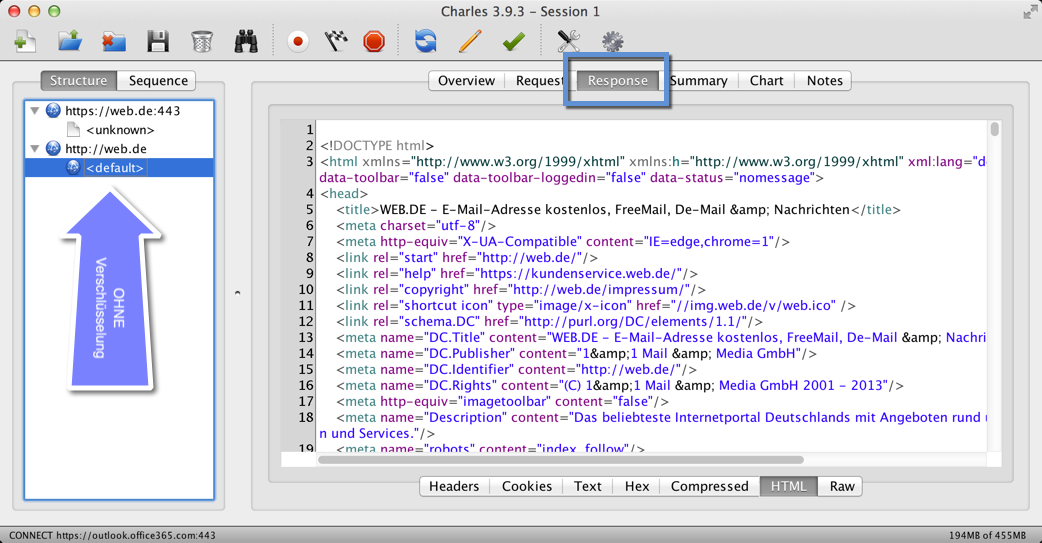 Charles 3.9.3 – Session 1
Structure Sequence
Overview Request Response Summary Chart Notes
https://web.de:443
<unknown>
http://web.de
<default>
OHNE
Verschlüsselung
1
2 <!DOCTYPE html>
3 <html xmlns="http://www.w3.org/1999/xhtml" xmlns:h="http://www.w3.org/1999/xhtml" xml:lang="d
data-toolbar="false" data-toolbar-loggedin="false" data-status="nomessage">
4 <head>
5 <title>WEB.DE – E-Mail-Adresse kostenlos, FreeMail, De-Mail &amp; Nachrichten</title>
6 <meta charset="utf-8"/>
7 <meta http-equiv="X-UA-Compatible" content="IE=edge,chrome=1"/>
8 <link rel="start" href="http://web.de/"/>
9 <link rel="help" href="https://kundenservice.web.de/"/>
10 <link rel="copyright" href="http://web.de/impressum/"/>
11 <link rel="shortcut icon" type="image/x-icon" href="//img.web.de/v/web.ico" />
12 <link rel="schema.DC" href="http://purl.org/DC/elements/1.1/"/>
13 <meta name="DC.Title" content="WEB.DE – E-Mail-Adresse kostenlos, FreeMail, De-Mail &amp; Nachri
14 <meta name="DC.Publisher" content="1&amp;1 Mail &amp; Media GmbH"/>
15 <meta name="DC.Identifier" content="http://web.de/"/>
16 <meta name="DC.Rights" content="(C) 1&amp;1 Mail &amp; Media GmbH 2001 – 2013"/>
17 <meta http-equiv="imagetoolbar" content="false"/>
18 <meta name="Description" content="Das beliebteste Internetportal Deutschlands mit Angeboten rund u
n und Services."/>
19 <meta name="robots" content="index, follow"/>
Headers Cookies Text Hex Compressed HTML Raw
CONNECT https://outlook.office365.com:443
194MB of 455MB